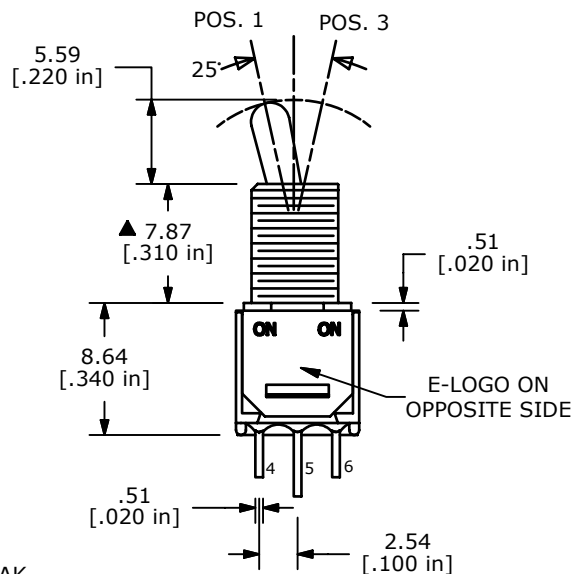 POS. 1
POS. 3
5.59
[.220 in]
25°
▲ 7.87
[.310 in]
.51
[.020 in]
ON
ON
8.64
[.340 in]
E-LOGO ON
OPPOSITE SIDE
4
5
6
.51
[.020 in]
2.54
[.100 in]